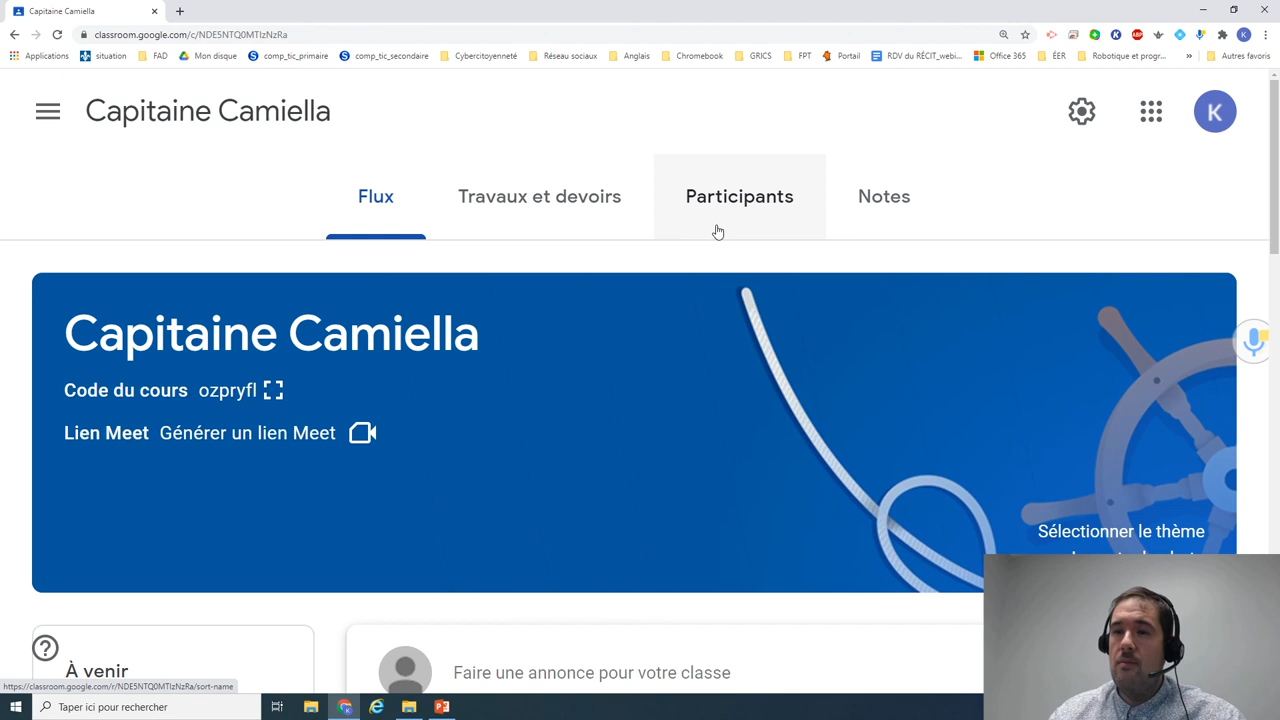 Capitaine Camiella
classroom.google.com/c/NDE5NTQ0MTIzNzRa
Applications situation FAD Mon disque comp_tic_primaire comp_tic_secondaire Cybercitoyenneté Réseau sociaux Anglais Chromebook GRICS FPT Portail RDV du RÉCIT_webi... Office 365 ÉER Robotique et progr... » Autres favoris
Capitaine Camiella
K
Flux Travaux et devoirs Participants Notes
Capitaine Camiella
Code du cours ozpryfl
Lien Meet Générer un lien Meet
Sélectionner le thème
À venir
Faire une annonce pour votre classe
https://classroom.google.com/r/NDE5NTQ0MTIzNzRa/sort-name
Taper ici pour rechercher